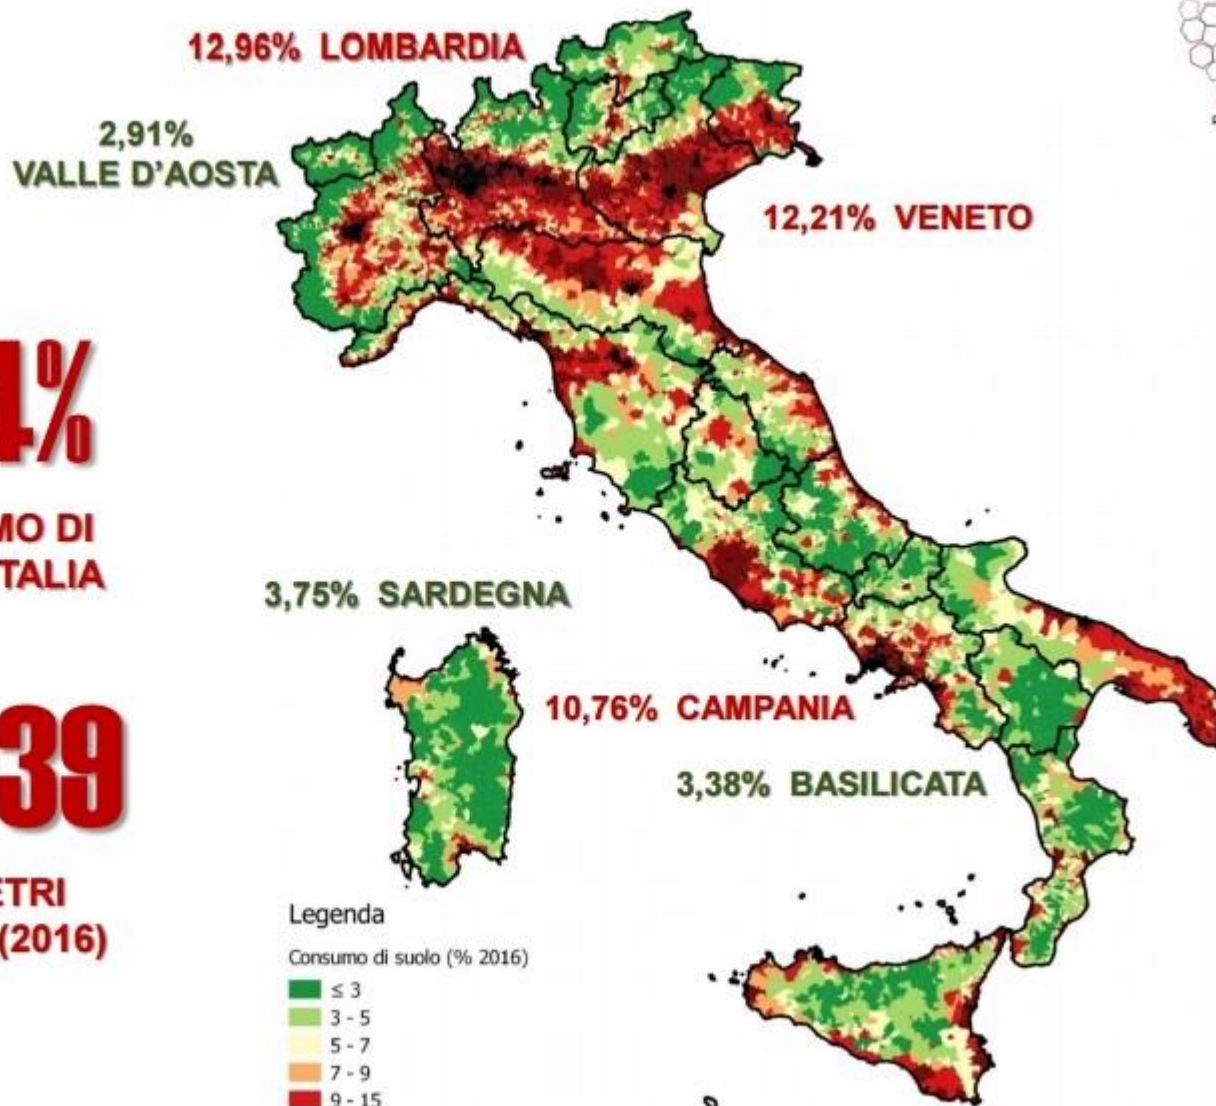 12,96% LOMBARDIA
2,91%
VALLE D'AOSTA
12,21% VENETO
4%
MO DI
TALIA
3,75% SARDEGNA
10,76% CAMPANIA
39
3,38% BASILICATA
ETRI
(2016)
Legenda
Consumo di suolo (% 2016)
≤ 3
3 - 5
5 - 7
7 - 9
9 - 15